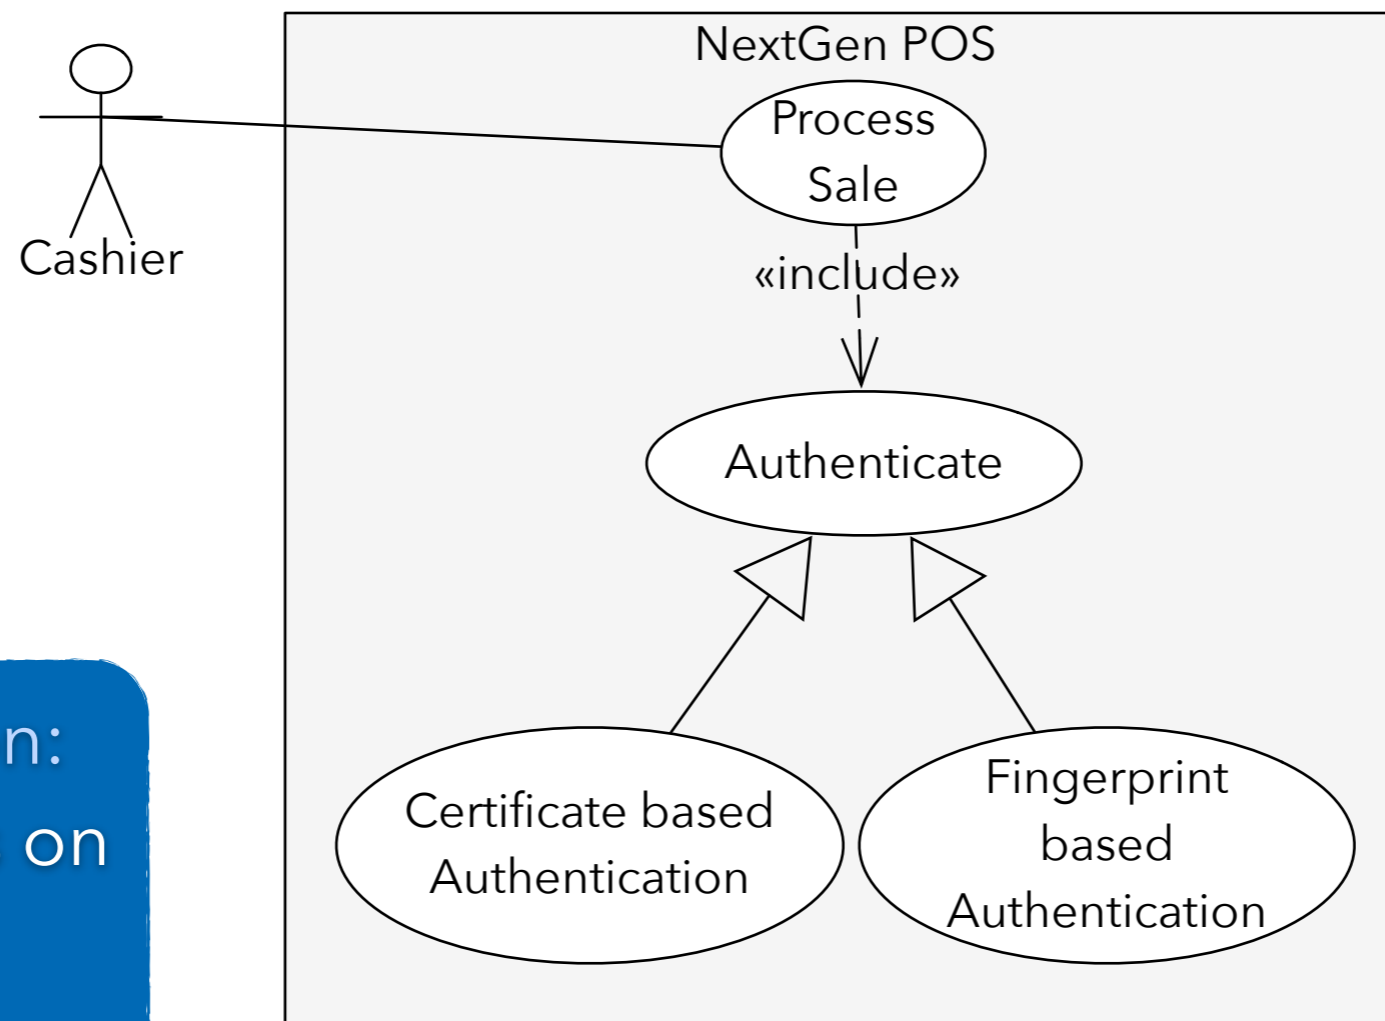 NextGen POS
Process
Sale
Cashier
«include»
Authenticate
Certificate based
Authentication
Fingerprint
based
Authentication
n:
on